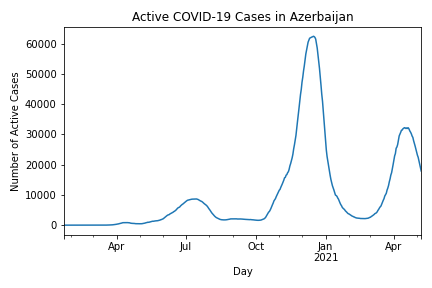 Active COVID-19 Cases in Azerbaijan
Number of Active Cases
60000
50000
40000
30000
20000
10000
0
Apr Jul Oct Jan Apr
2021
Day